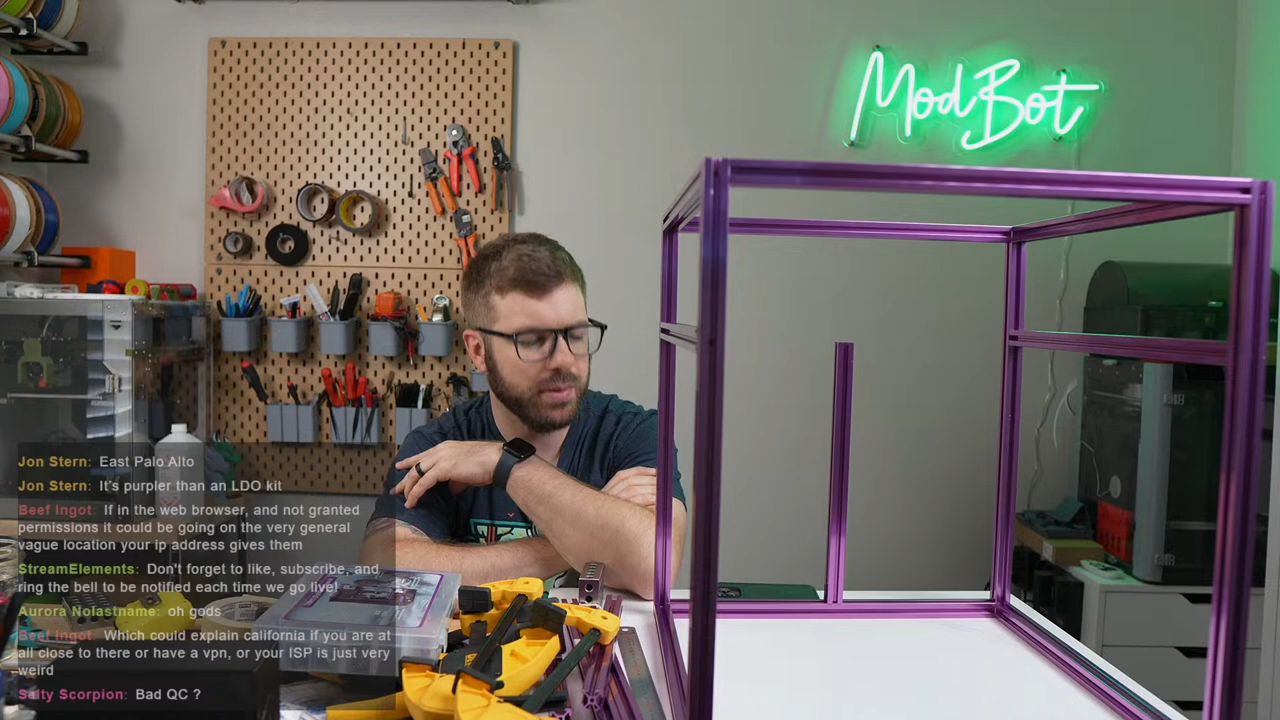 ModBot
Jon Stern: East Palo Alto
Jon Stern: It's purpler than an LDO kit
Beef Ingot: If in the web browser, and not granted
permissions it could be going on the very general
vague location your ip address gives them
StreamElements: Don't forget to like, subscribe, and
ring the bell to be notified each time we go live!
Aurora Nolastname: oh gods
Beef Ingot: Which could explain california if you are at
all close to there or have a vpn, or your ISP is just very
weird
Salty Scorpion: Bad QC ?